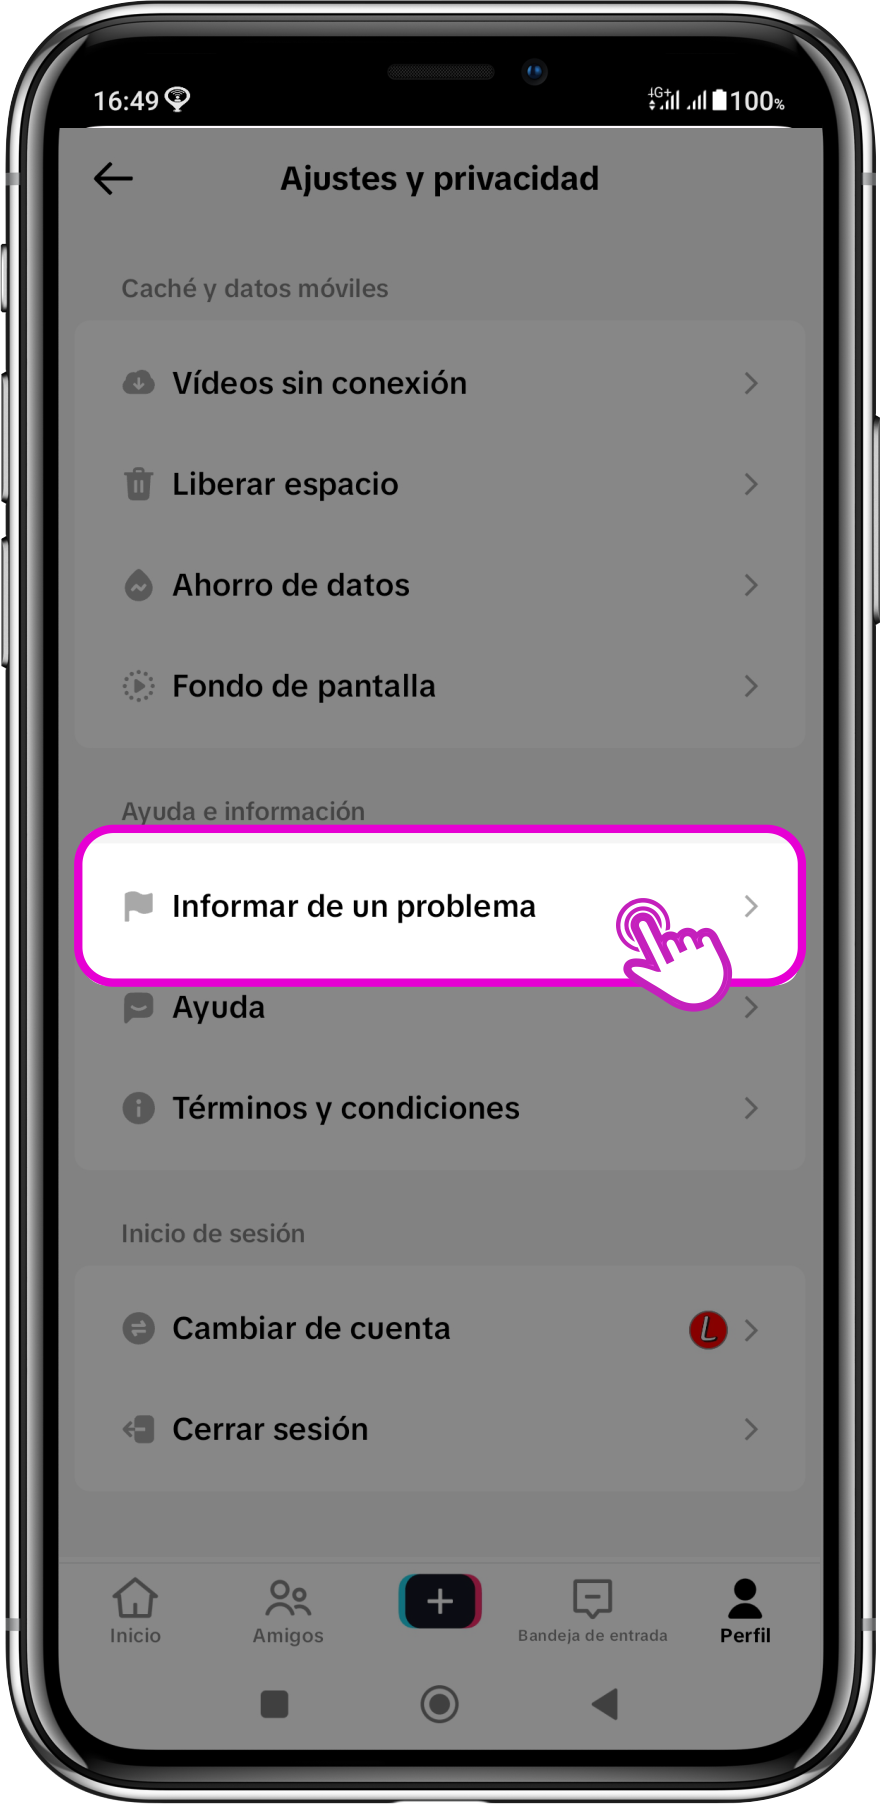 16:49 4G+ 100%
Ajustes y privacidad
Caché y datos móviles
Vídeos sin conexión
Liberar espacio
Ahorro de datos
Fondo de pantalla
Ayuda e información
Informar de un problema
Ayuda
Términos y condiciones
Inicio de sesión
Cambiar de cuenta L
Cerrar sesión
Inicio Amigos Bandeja de entrada Perfil